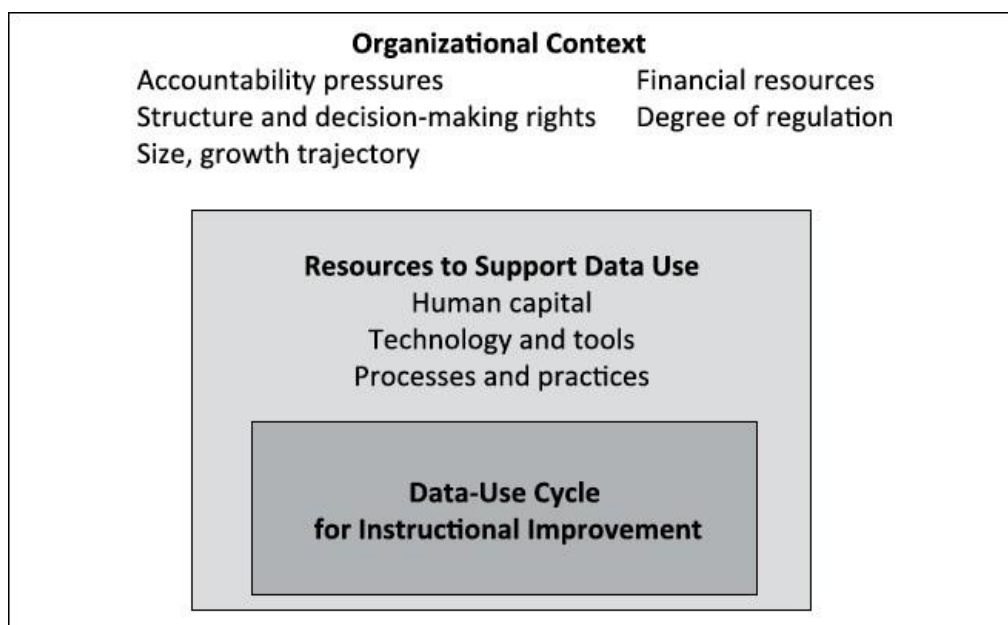 Organizational Context
Accountability pressures
Structure and decision-making rights
Size, growth trajectory
Financial resources
Degree of regulation
Resources to Support Data Use
Human capital
Technology and tools
Processes and practices
Data-Use Cycle
for Instructional Improvement